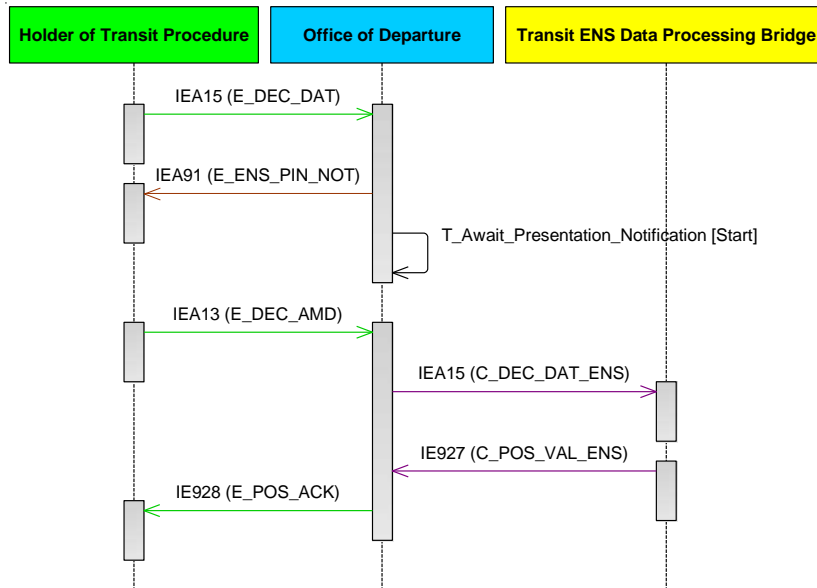 Holder of Transit Procedure
Office of Departure
Transit ENS Data Processing Bridge
IEA15 (E_DEC_DAT)
IEA91 (E_ENS_PIN_NOT)
T_Await_Presentation_Notification [Start]
IEA13 (E_DEC_AMD)
IEA15 (C_DEC_DAT_ENS)
IE927 (C_POS_VAL_ENS)
IE928 (E_POS_ACK)